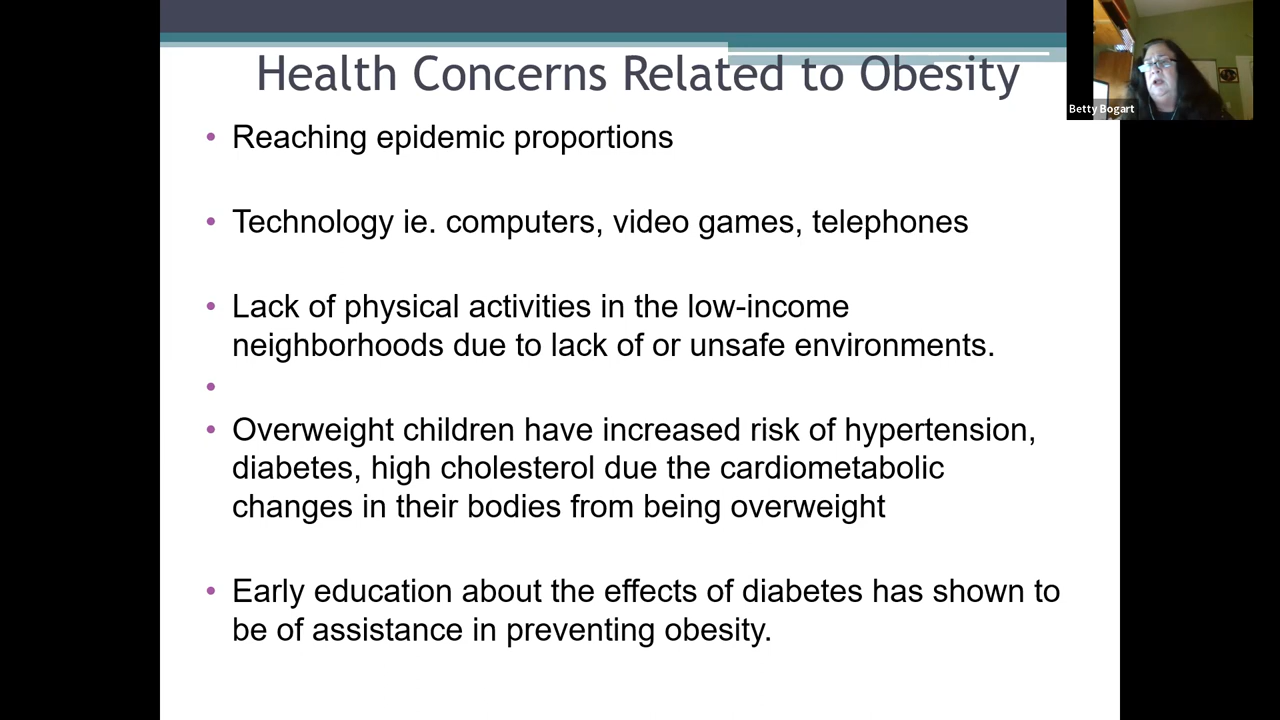 Health Concerns Related to Obesity
Betty Bogart
• Reaching epidemic proportions
• Technology ie. computers, video games, telephones
• Lack of physical activities in the low-income
neighborhoods due to lack of or unsafe environments.
•
• Overweight children have increased risk of hypertension,
diabetes, high cholesterol due the cardiometabolic
changes in their bodies from being overweight
• Early education about the effects of diabetes has shown to
be of assistance in preventing obesity.